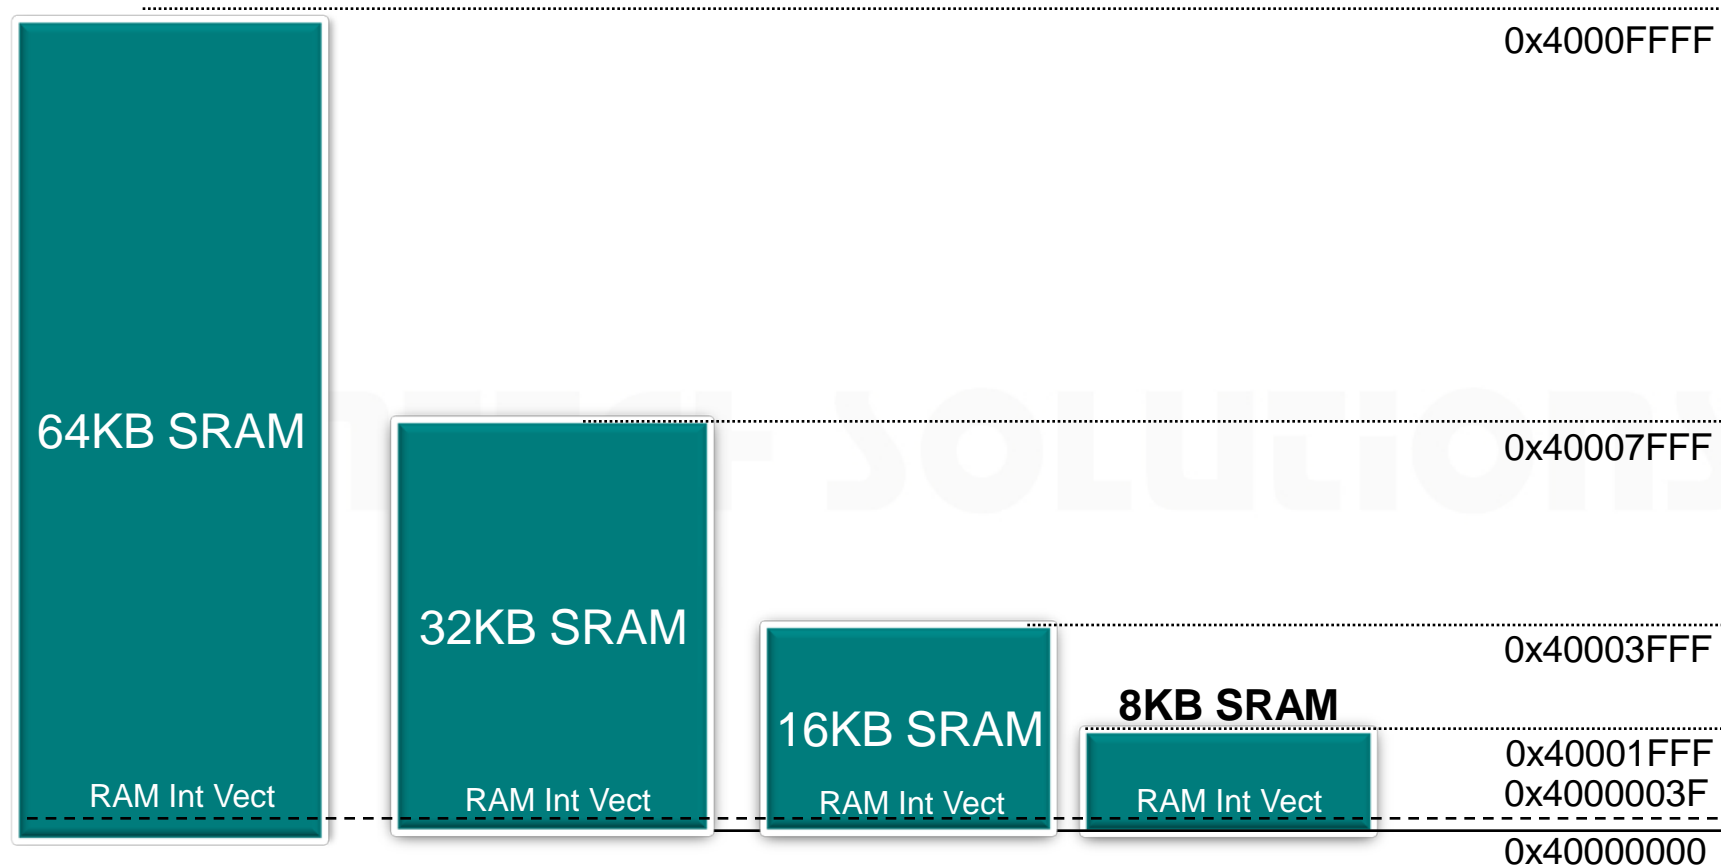 0x4000FFFF
64KB SRAM
0x40007FFF
32KB SRAM
0x40003FFF
8KB SRAM
16KB SRAM
0x40001FFF
0x4000003F
RAM Int Vect
RAM Int Vect
RAM Int Vect
RAM Int Vect
0x40000000
SOLUTIONS